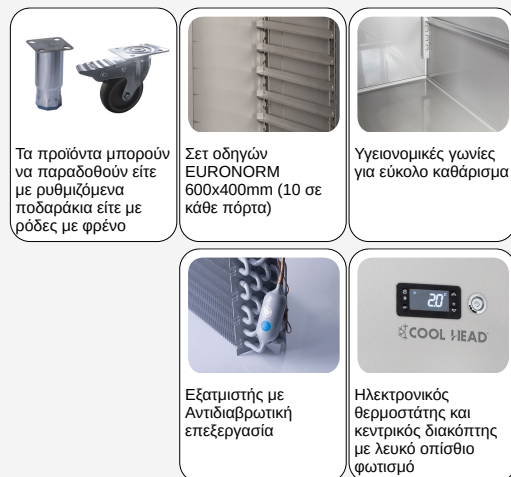 Τα προϊόντα μπορούν
να παραδοθούν είτε
με ρυθμιζόμενα
ποδαράκια είτε με
ρόδες με φρένο
Σετ οδηγών
EURONORM
600x400mm (10 σε
κάθε πόρτα)
Υγειονομικές γωνίες
για εύκολο καθάρισμα
Εξατμιστής με
Αντιδιαβρωτική
επεξεργασία
2.0°
COOL HEAD
Ηλεκτρονικός
θερμοστάτης και
κεντρικός διακόπτης
με λευκό οπίσθιο
φωτισμό